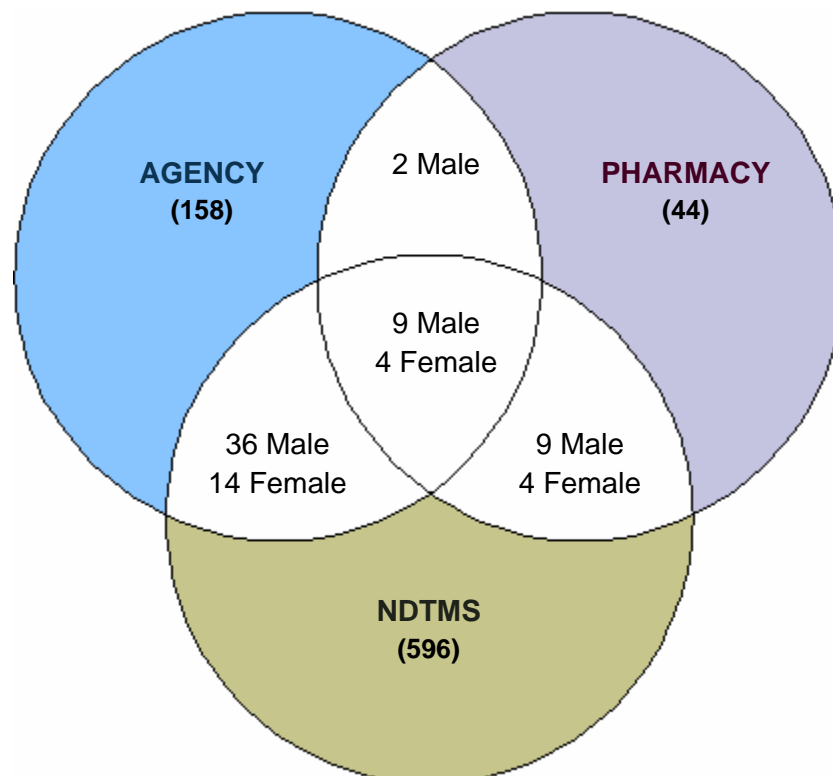 2 Male
AGENCY
(158)
PHARMACY
(44)
9 Male
4 Female
36 Male
14 Female
9 Male
4 Female
NDTMS
(596)